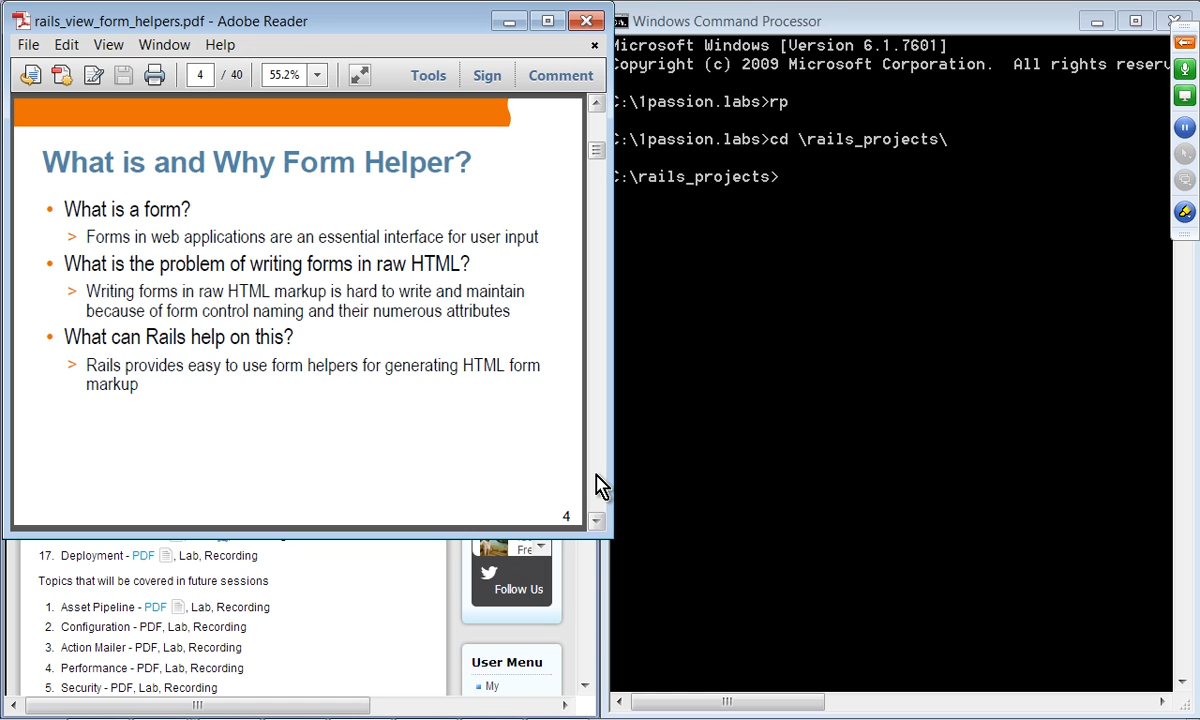 rails_view_form_helpers.pdf - Adobe Reader
File Edit View Window Help
4 / 40 55.2% Tools Sign Comment
What is and Why Form Helper?
• What is a form?
> Forms in web applications are an essential interface for user input
• What is the problem of writing forms in raw HTML?
> Writing forms in raw HTML markup is hard to write and maintain
because of form control naming and their numerous attributes
• What can Rails help on this?
> Rails provides easy to use form helpers for generating HTML form
markup
4
17. Deployment - PDF , Lab, Recording
Topics that will be covered in future sessions
1. Asset Pipeline - PDF , Lab, Recording
2. Configuration - PDF, Lab, Recording
3. Action Mailer - PDF, Lab, Recording
4. Performance - PDF, Lab, Recording
5. Security - PDF, Lab, Recording
Fre
Follow Us
User Menu
My
Windows Command Processor
Microsoft Windows [Version 6.1.7601]
Copyright (c) 2009 Microsoft Corporation.  All rights reserv
C:\1passion.labs>rp
C:\1passion.labs>cd \rails_projects\
C:\rails_projects>